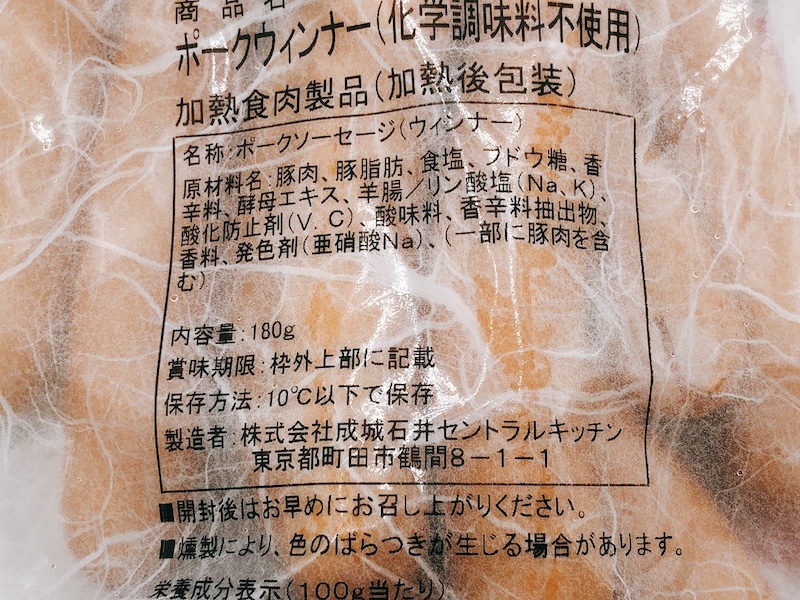 商品名
ポークウィンナー(化学調味料不使用)
加熱食肉製品(加熱後包装)
名称:ポークソーセージ(ウィンナー)
原材料名:豚肉、豚脂肪、食塩、ブドウ糖、香
辛料、酵母エキス、羊腸/リン酸塩(Na、K)、
酸化防止剤(V.C)、酸味料、香辛料抽出物、
香料、発色剤(亜硝酸Na)、(一部に豚肉を含
む)
内容量:180g
賞味期限:枠外上部に記載
保存方法:10℃以下で保存
製造者:株式会社成城石井セントラルキッチン
東京都町田市鶴間8-1-1
■開封後はお早めにお召し上がりください。
■燻製により、色のばらつきが生じる場合があります。
栄養成分表示(100g当たり)